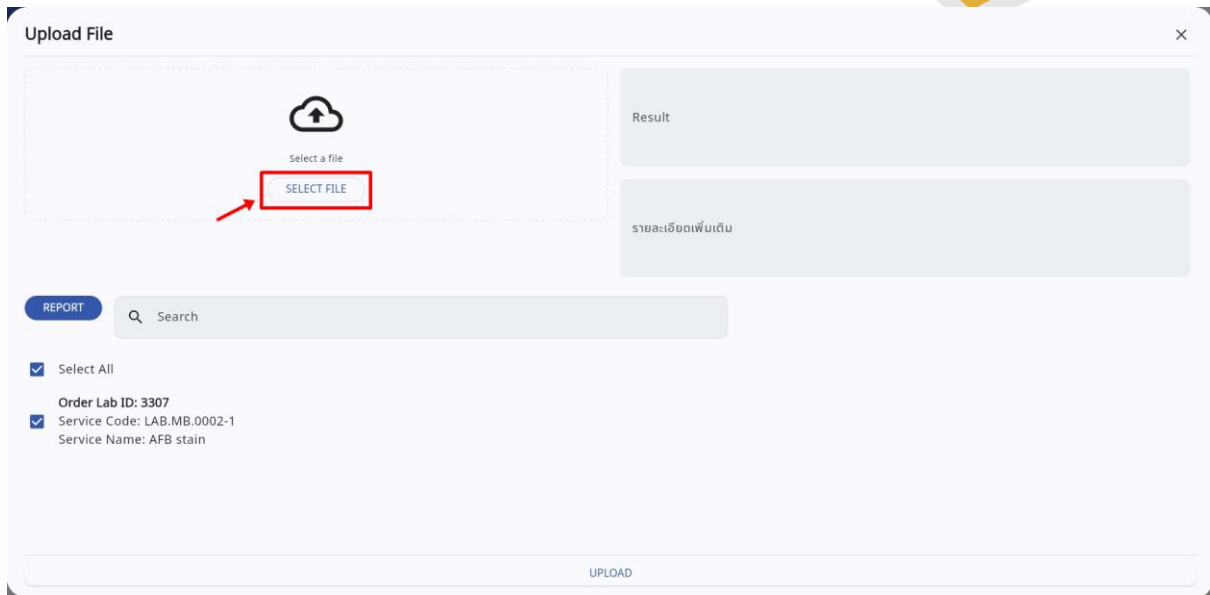 Upload File
Select a file
SELECT FILE
Result
รายละเอียดเพิ่มเติม
REPORT
Search
Select All
Order Lab ID: 3307
Service Code: LAB.MB.0002-1
Service Name: AFB stain
UPLOAD